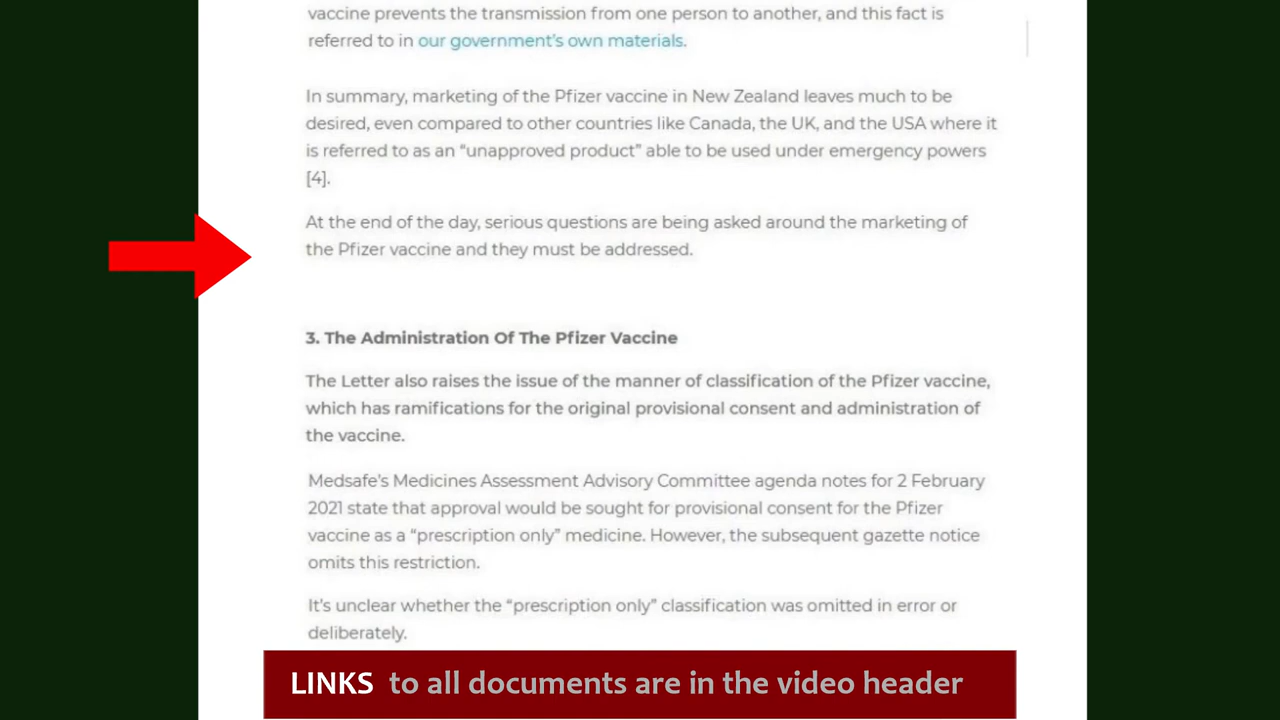 vaccine prevents the transmission from one person to another, and this fact is
referred to in our government's own materials.
In summary, marketing of the Pfizer vaccine in New Zealand leaves much to be
desired, even compared to other countries like Canada, the UK, and the USA where it
is referred to as an “unapproved product” able to be used under emergency powers
[4].
At the end of the day, serious questions are being asked around the marketing of
the Pfizer vaccine and they must be addressed.
3. The Administration Of The Pfizer Vaccine
The Letter also raises the issue of the manner of classification of the Pfizer vaccine,
which has ramifications for the original provisional consent and administration of
the vaccine.
Medsafe's Medicines Assessment Advisory Committee agenda notes for 2 February
2021 state that approval would be sought for provisional consent for the Pfizer
vaccine as a “prescription only” medicine. However, the subsequent gazette notice
omits this restriction.
It's unclear whether the “prescription only” classification was omitted in error or
deliberately.
LINKS to all documents are in the video header